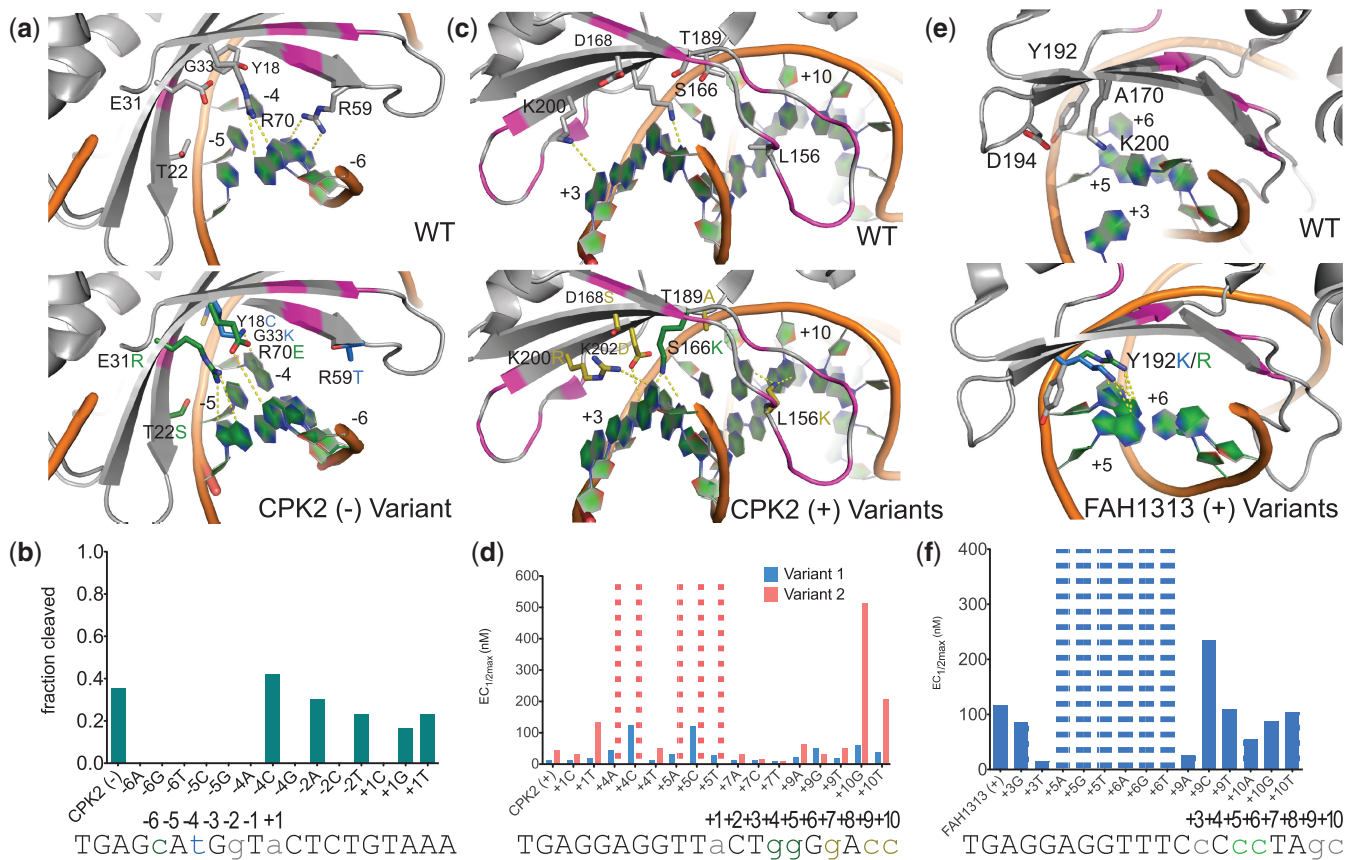 (a)
G33 Y18
-4
E31
R70 R59
-5
T22
-6
WT
Y18C
G33K
E31R R70E
-4 R59T
-5
T22S -6
CPK2 (-) Variant
(b)
fraction cleaved
1.0
0.8
0.6
0.4
0.2
0.0
CPK2 (-) -6A -6G -6T -5C -5G -4A -4C -4G -2A -2C -2T +1C +1G +1T
-6 -5 -4 -3 -2 -1 +1
TGAGcAtGgTaCTCTGTAAA
(c)
D168 T189
+10
K200 S166
L156
+3
WT
D168S T189A
+10
K200R K202D S166K
+3 L156K
CPK2 (+) Variants
(d)
EC1/2max (nM)
600
500
400
300
200
100
0
Variant 1
Variant 2
CPK2 (+) +1C +1T +4A +4C +4T +5A +5C +5T +7A +7C +7T +9A +9G +9T +10G +10T
+1+2+3+4+5+6+7+8+9+10
TGAGGAGGTTaCTggGgAcc
(e)
Y192
A170
+6
D194 K200
+5
+3
WT
Y192K/R
+6
+5
FAH1313 (+) Variants
(f)
EC1/2max (nM)
400
300
200
100
0
FAH1313 (+) +3G +3T +5A +5G +5T +6A +6G +6T +9A +9C +9T +10A +10G +10T
+3+4+5+6+7+8+9+10
TGAGGAGGTTTCcCccTAgc